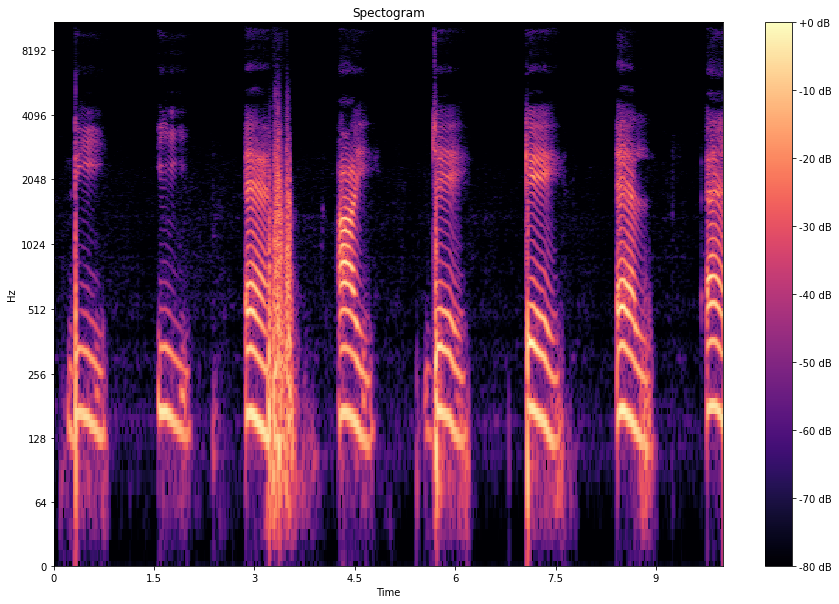 Spectogram
8192
4096
2048
1024
512
256
128
64
0
Hz
0 1.5 3 4.5 6 7.5 9
Time
+0 dB
-10 dB
-20 dB
-30 dB
-40 dB
-50 dB
-60 dB
-70 dB
-80 dB